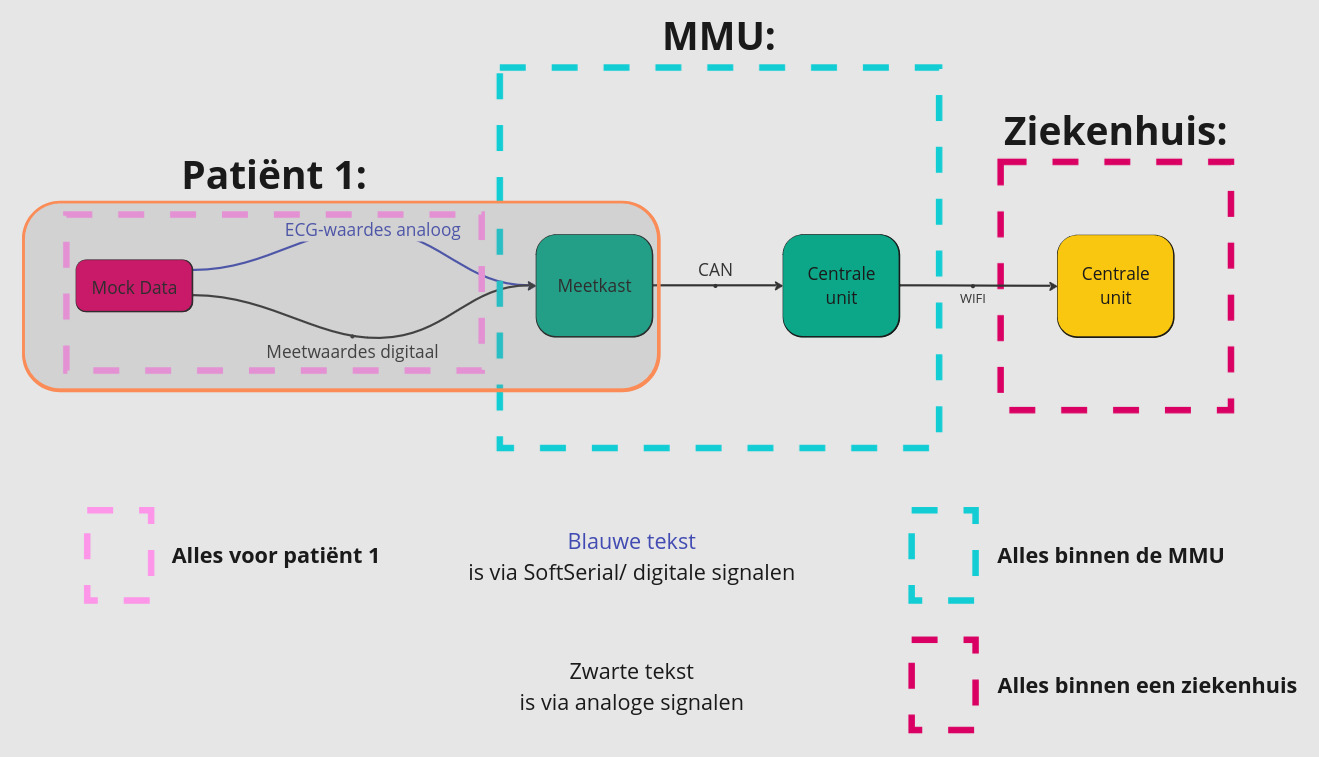 MMU:
Ziekenhuis:
Patiënt 1:
ECG-waardes analoog
Mock Data
Meetkast
CAN
Centrale
unit
WIFI
Centrale
unit
Meetwaardes digitaal
Alles voor patiënt 1
Blauwe tekst
is via SoftSerial/ digitale signalen
Alles binnen de MMU
Zwarte tekst
is via analoge signalen
Alles binnen een ziekenhuis